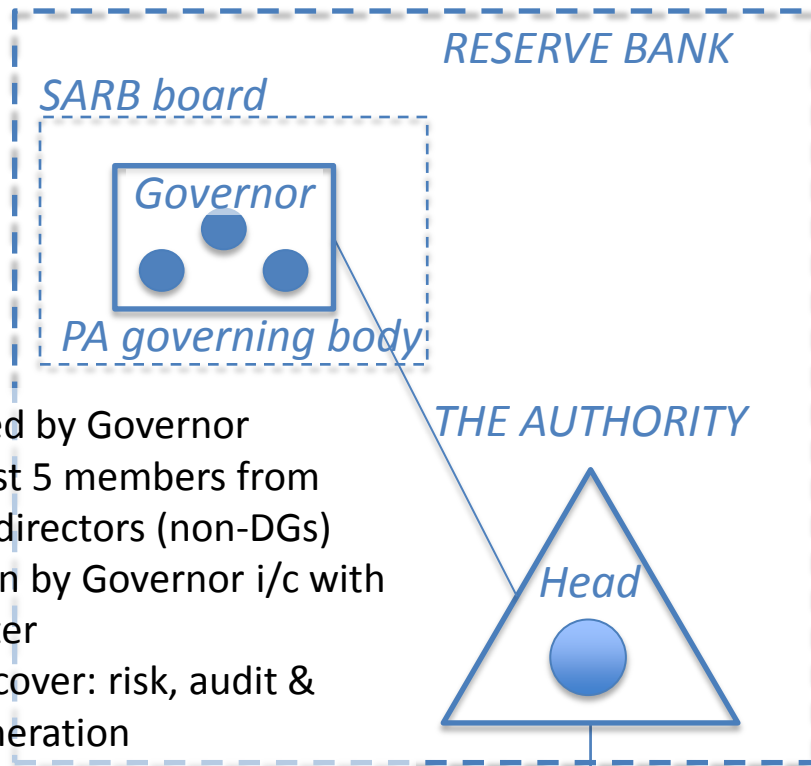 RESERVE BANK
SARB board
Governor
PA governing body
THE AUTHORITY
Head
ed by Governor
st 5 members from
directors (non-DGs)
n by Governor i/c with
ter
cover: risk, audit &
neration